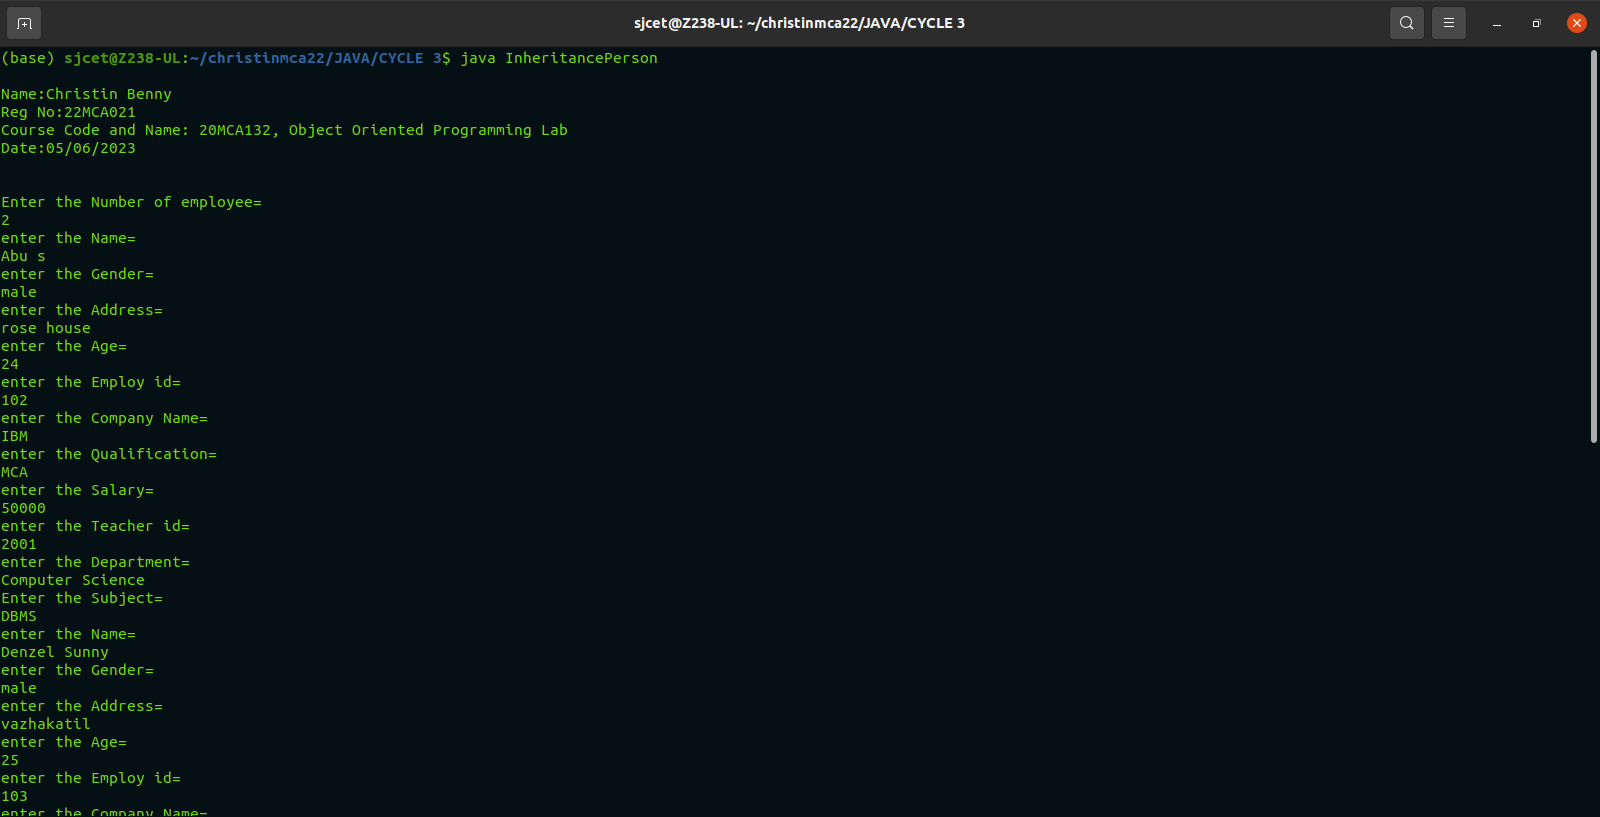 sjcet@Z238-UL: ~/christinmca22/JAVA/CYCLE 3
(base) sjcet@Z238-UL:~/christinmca22/JAVA/CYCLE 3$ java InheritancePerson
Name:Christin Benny
Reg No:22MCA021
Course Code and Name: 20MCA132, Object Oriented Programming Lab
Date:05/06/2023
Enter the Number of employee=
2
enter the Name=
Abu s
enter the Gender=
male
enter the Address=
rose house
enter the Age=
24
enter the Employ id=
102
enter the Company Name=
IBM
enter the Qualification=
MCA
enter the Salary=
50000
enter the Teacher id=
2001
enter the Department=
Computer Science
Enter the Subject=
DBMS
enter the Name=
Denzel Sunny
enter the Gender=
male
enter the Address=
vazhakatil
enter the Age=
25
enter the Employ id=
103
enter the Company Name=